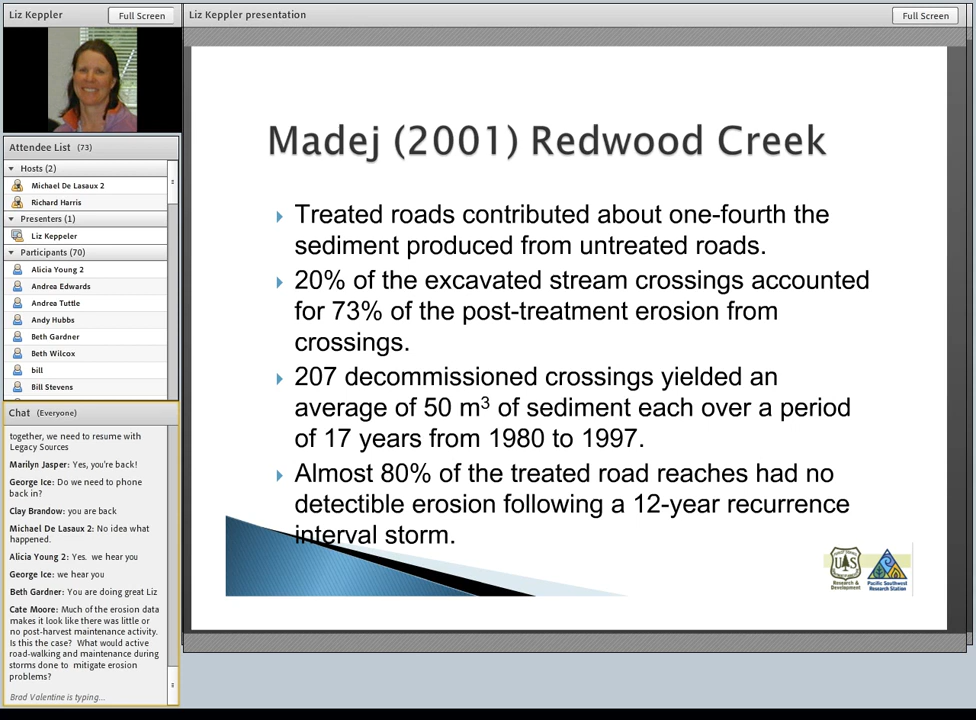 Liz Keppler
Full Screen
Attendee List (73)
Hosts (2)
Michael De Lasaux 2
Richard Harris
Presenters (1)
Liz Keppeler
Participants (70)
Alicia Young 2
Andrea Edwards
Andrea Tuttle
Andy Hubbs
Beth Gardner
Beth Wilcox
bill
Bill Stevens
Chat (Everyone)
together, we need to resume with
Legacy Sources
Marilyn Jasper: Yes, you're back!
George Ice: Do we need to phone
back in?
Clay Brandow: you are back
Michael De Lasaux 2: No idea what
happened.
Alicia Young 2: Yes. we hear you
George Ice: we hear you
Beth Gardner: You are doing great Liz
Cate Moore: Much of the erosion data
makes it look like there was little or
no post-harvest maintenance activity.
Is this the case? What would active
road-walking and maintenance during
storms done to mitigate erosion
problems?
Brad Valentine is typing...
Liz Keppler presentation
Full Screen
Madej (2001) Redwood Creek
Treated roads contributed about one-fourth the
sediment produced from untreated roads.
20% of the excavated stream crossings accounted
for 73% of the post-treatment erosion from
crossings.
207 decommissioned crossings yielded an
average of 50 m³ of sediment each over a period
of 17 years from 1980 to 1997.
Almost 80% of the treated road reaches had no
detectible erosion following a 12-year recurrence
interval storm.
UAS
Research &
Development
Pacific Southwest
Research Station